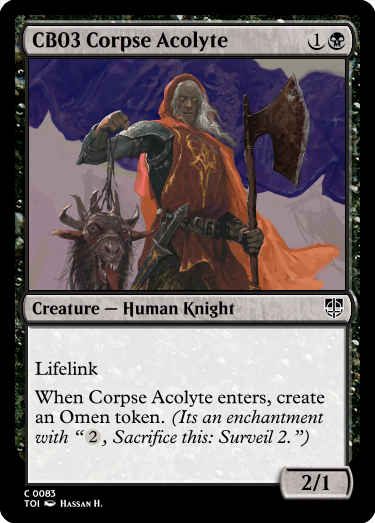 CB03 Corpse Acolyte 1
Creature — Human Knight
Lifelink
When Corpse Acolyte enters, create
an Omen token. (Its an enchantment
with “2, Sacrifice this: Surveil 2.”)
2/1
C 0083
TOI HASSAN H.